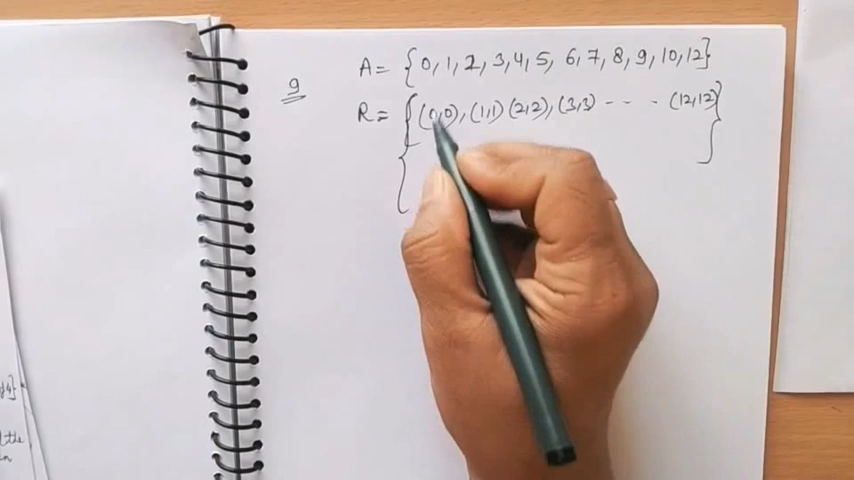 9
A = {0, 1, 2, 3, 4, 5, 6, 7, 8, 9, 10, 12}
R = {(0,0), (1,1) (2,2), (3,3) - - - (12,12)}